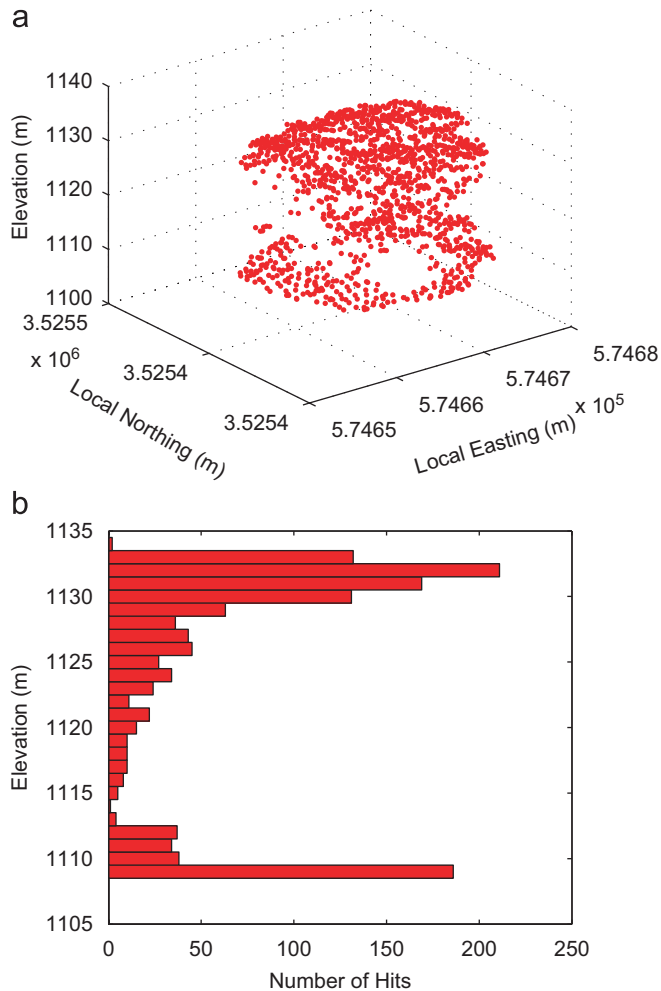 a
1140
1130
1120
1110
1100
Elevation (m)
3.5255
x 10^6
3.5254
3.5254
Local Northing (m)
5.7465
5.7466
5.7467
5.7468
x 10^5
Local Easting (m)
b
1135
1130
1125
1120
1115
1110
1105
Elevation (m)
0 50 100 150 200 250
Number of Hits